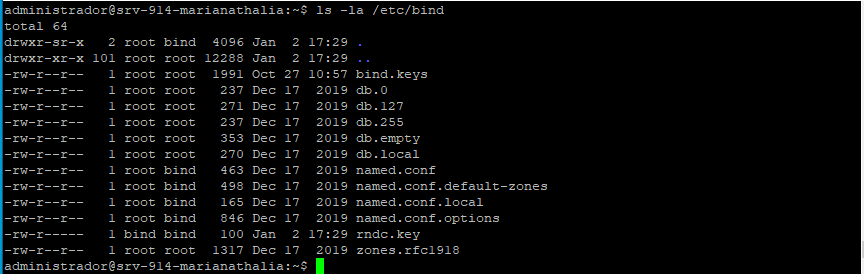 administrador@srv-914-marianathalia:~$ ls -la /etc/bind
total 64
drwxr-sr-x   2 root bind  4096 Jan  2 17:29 .
drwxr-xr-x 101 root root 12288 Jan  2 17:29 ..
-rw-r--r--   1 root root  1991 Oct 27 10:57 bind.keys
-rw-r--r--   1 root root   237 Dec 17  2019 db.0
-rw-r--r--   1 root root   271 Dec 17  2019 db.127
-rw-r--r--   1 root root   237 Dec 17  2019 db.255
-rw-r--r--   1 root root   353 Dec 17  2019 db.empty
-rw-r--r--   1 root root   270 Dec 17  2019 db.local
-rw-r--r--   1 root bind   463 Dec 17  2019 named.conf
-rw-r--r--   1 root bind   498 Dec 17  2019 named.conf.default-zones
-rw-r--r--   1 root bind   165 Dec 17  2019 named.conf.local
-rw-r--r--   1 root bind   846 Dec 17  2019 named.conf.options
-rw-r-----   1 bind bind   100 Jan  2 17:29 rndc.key
-rw-r--r--   1 root root  1317 Dec 17  2019 zones.rfc1918
administrador@srv-914-marianathalia:~$